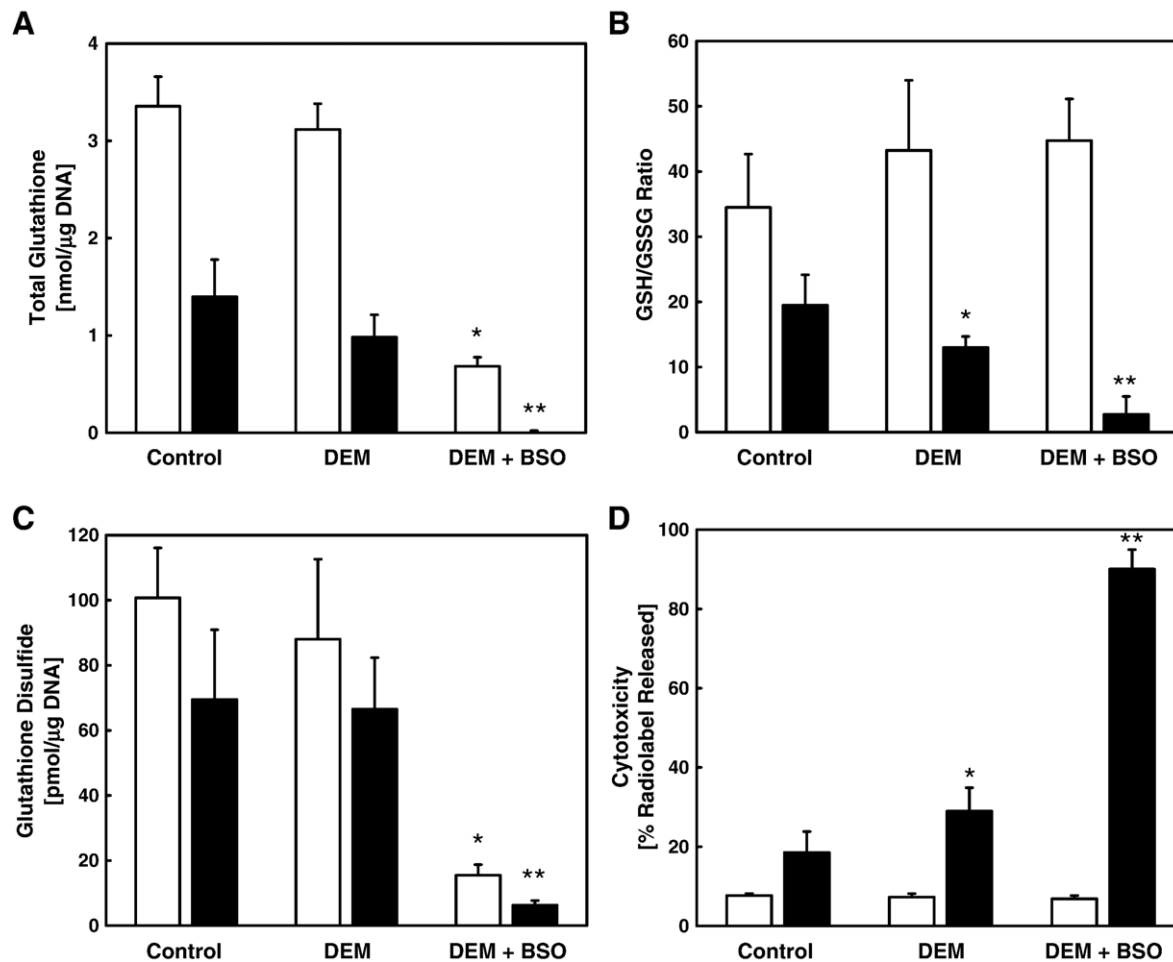 A
Total Glutathione
[nmol/µg DNA]
4
3
2
1
0
*
**
Control
DEM
DEM + BSO
B
GSH/GSSG Ratio
60
50
40
30
20
10
0
*
**
Control
DEM
DEM + BSO
C
Glutathione Disulfide
[pmol/µg DNA]
120
100
80
60
40
20
0
*
**
Control
DEM
DEM + BSO
D
Cytotoxicity
[% Radiolabel Released]
100
80
60
40
20
0
*
**
Control
DEM
DEM + BSO